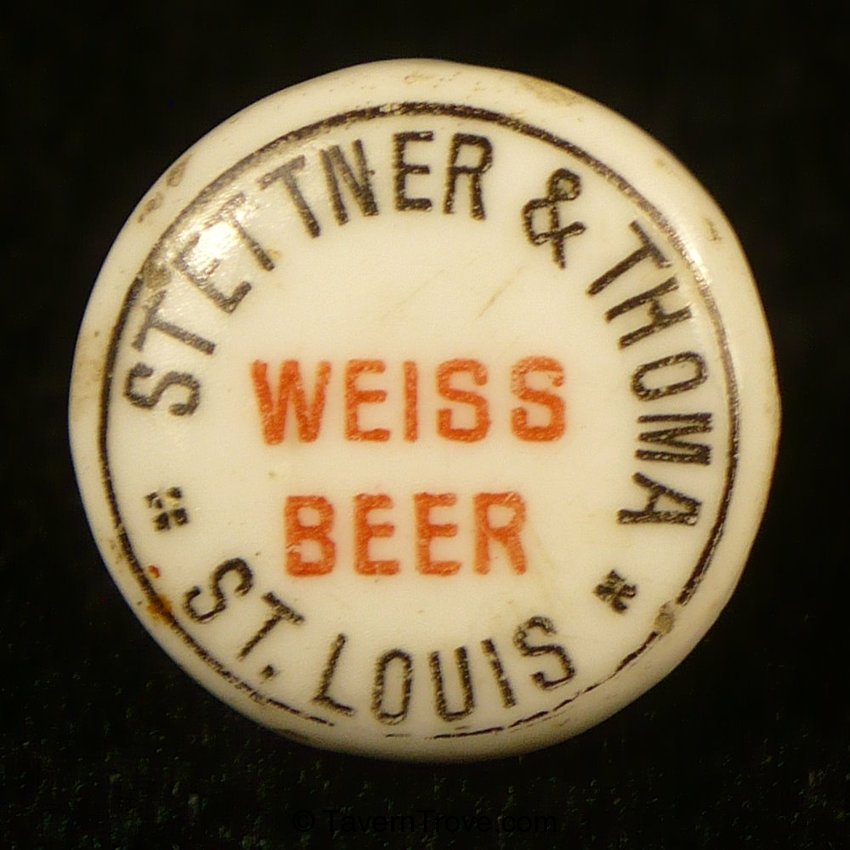 STETTNER & THOMA
WEISS
BEER
ST. LOUIS
© TavernTrove.com